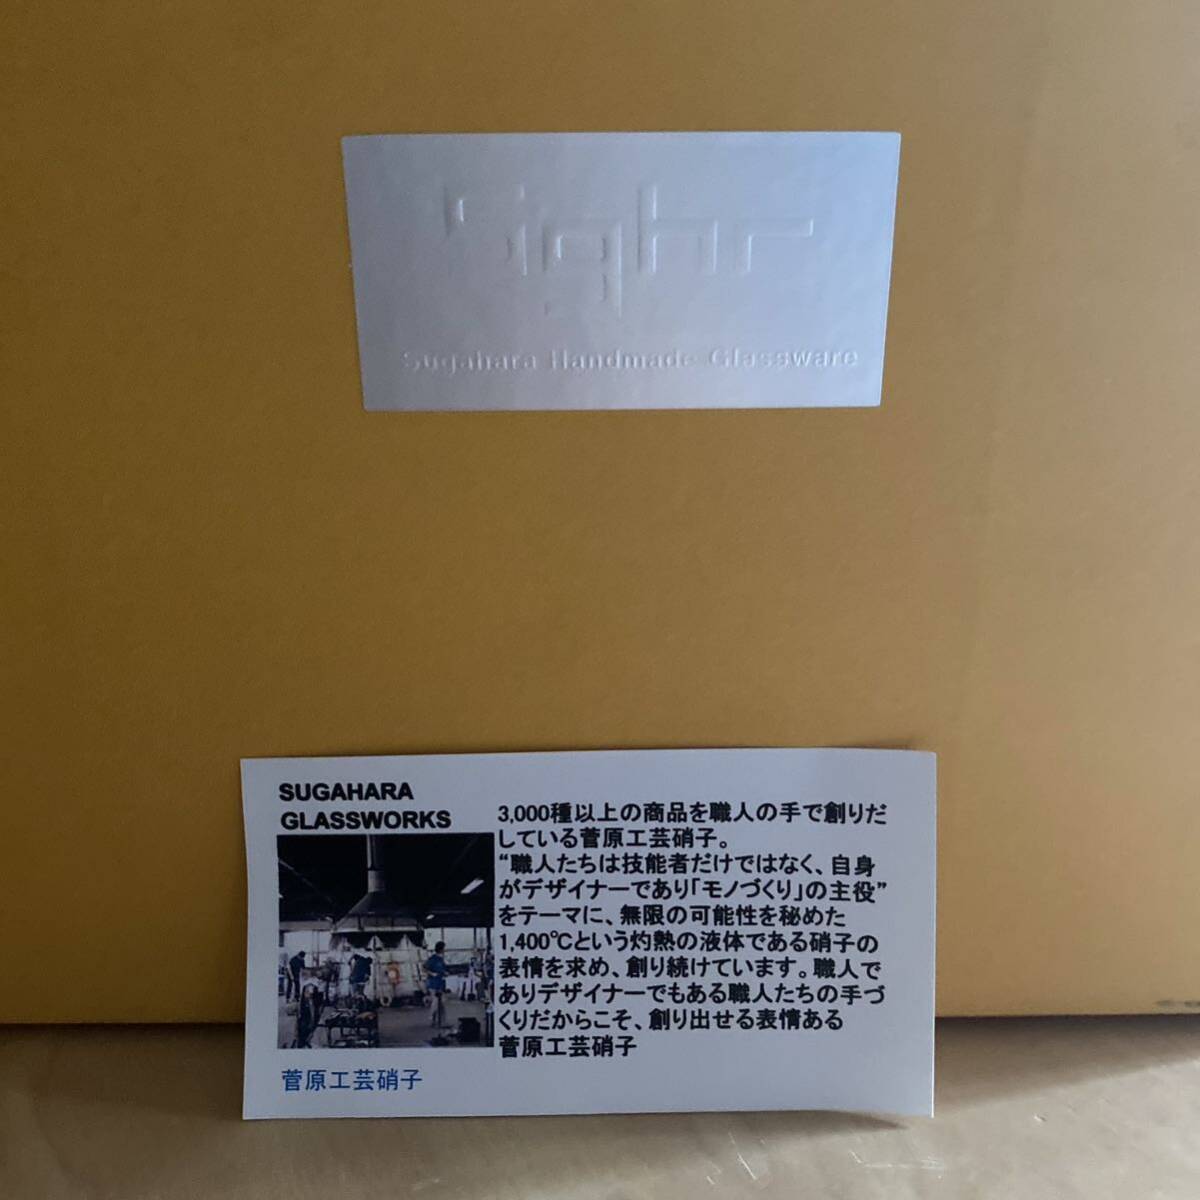 Sghr
Sugahara Handmade Glassware
SUGAHARA
GLASSWORKS
3,000種以上の商品を職人の手で創りだ
している菅原工芸硝子。
“職人たちは技能者だけではなく、自身
がデザイナーであり「モノづくり」の主役”
をテーマに、無限の可能性を秘めた
1,400℃という灼熱の液体である硝子の
表情を求め、創り続けています。職人で
ありデザイナーでもある職人たちの手づ
くりだからこそ、創り出せる表情ある
菅原工芸硝子
菅原工芸硝子